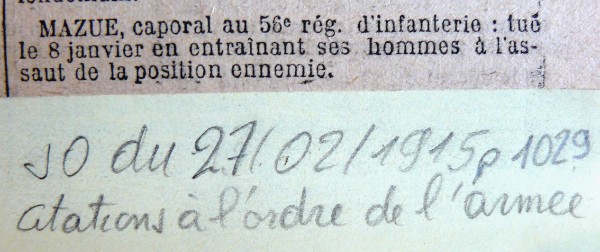 MAZUE, caporal au 56e rég. d'infanterie : tué
le 8 janvier en entraînant ses hommes à l'as-
saut de la position ennemie.
JO du 27/02/1915 p 1029
citations à l'ordre de l'armée